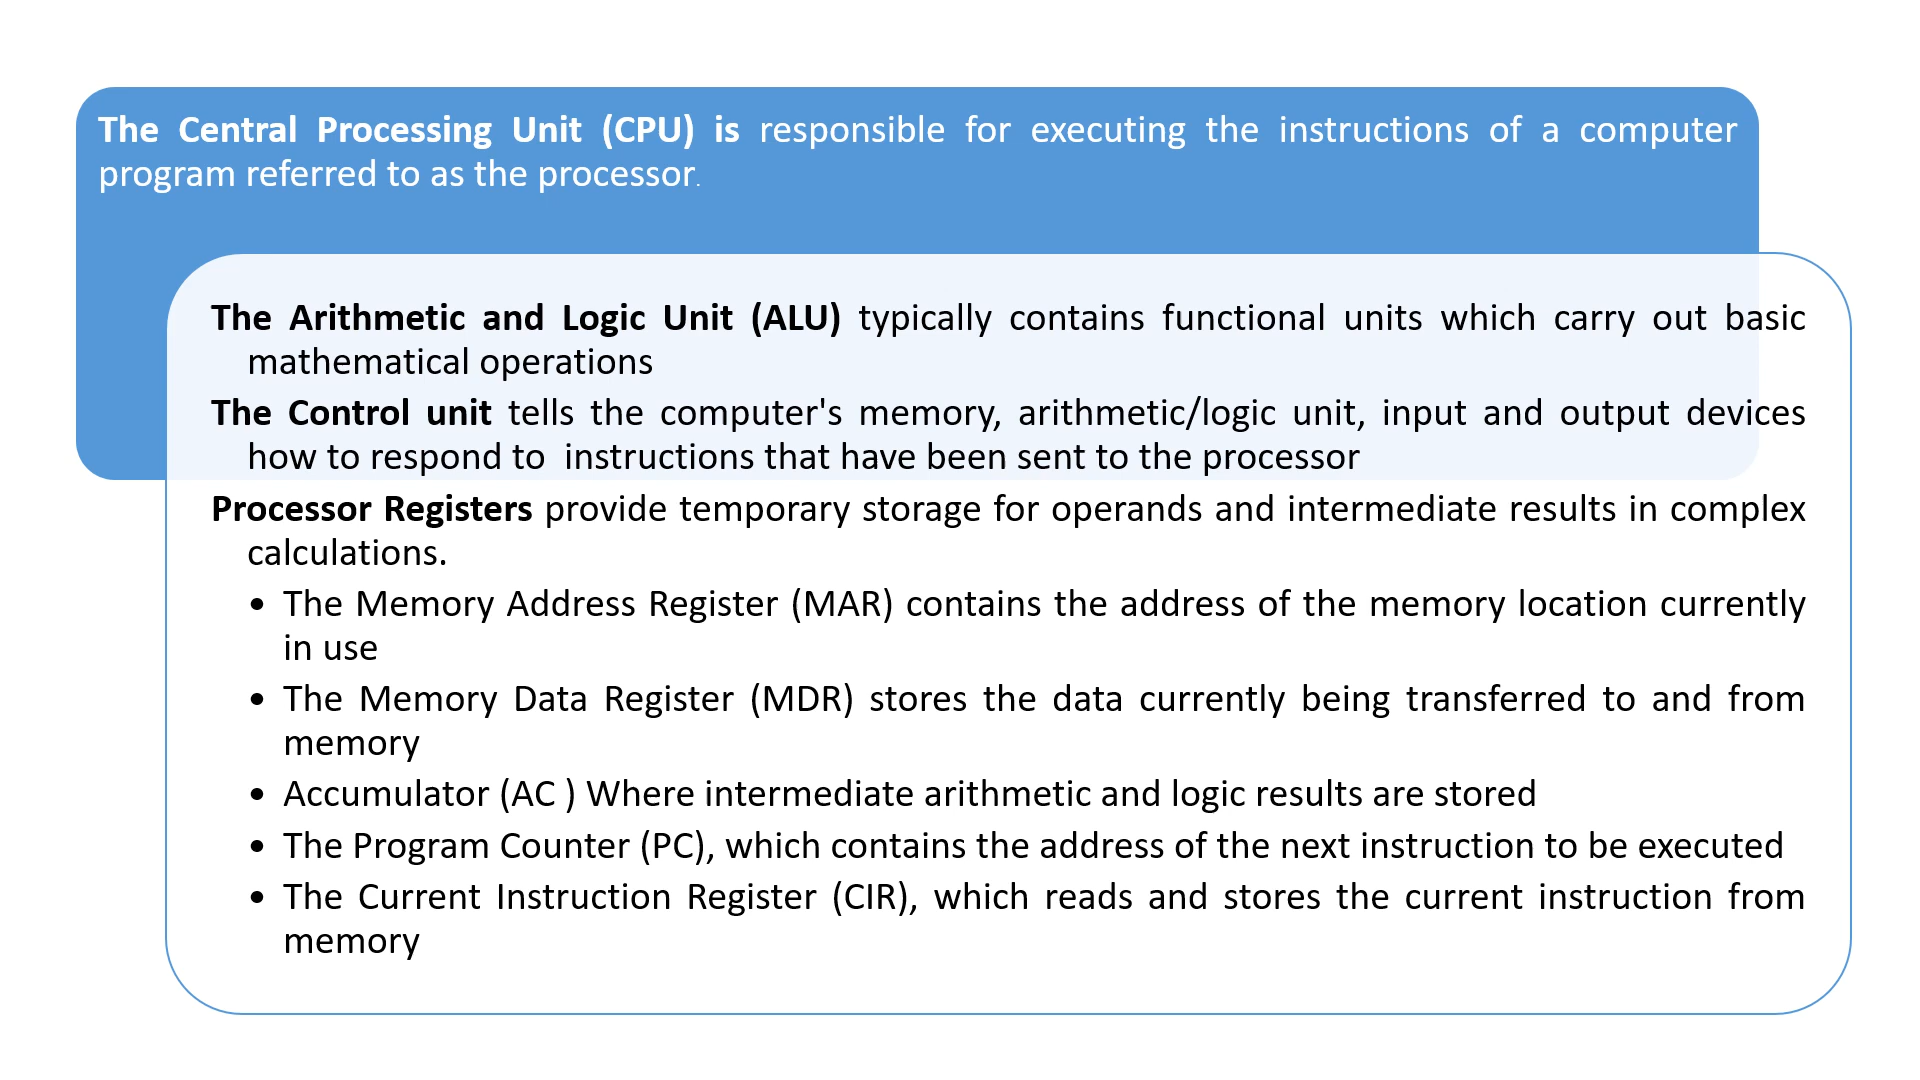 The Central Processing Unit (CPU) is responsible for executing the instructions of a computer
program referred to as the processor.
The Arithmetic and Logic Unit (ALU) typically contains functional units which carry out basic
mathematical operations
The Control unit tells the computer's memory, arithmetic/logic unit, input and output devices
how to respond to  instructions that have been sent to the processor
Processor Registers provide temporary storage for operands and intermediate results in complex
calculations.
• The Memory Address Register (MAR) contains the address of the memory location currently
in use
• The Memory Data Register (MDR) stores the data currently being transferred to and from
memory
• Accumulator (AC ) Where intermediate arithmetic and logic results are stored
• The Program Counter (PC), which contains the address of the next instruction to be executed
• The Current Instruction Register (CIR), which reads and stores the current instruction from
memory